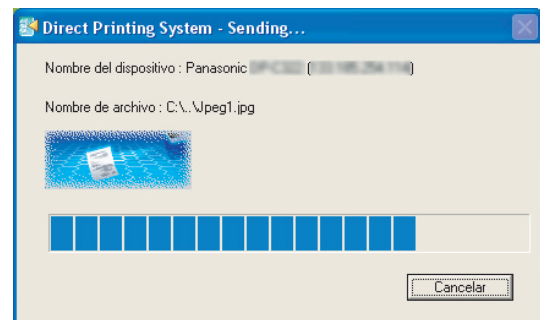 Direct Printing System - Sending...
Nombre del dispositivo : Panasonic
Nombre de archivo : C:\..\Jpeg1.jpg
Cancelar